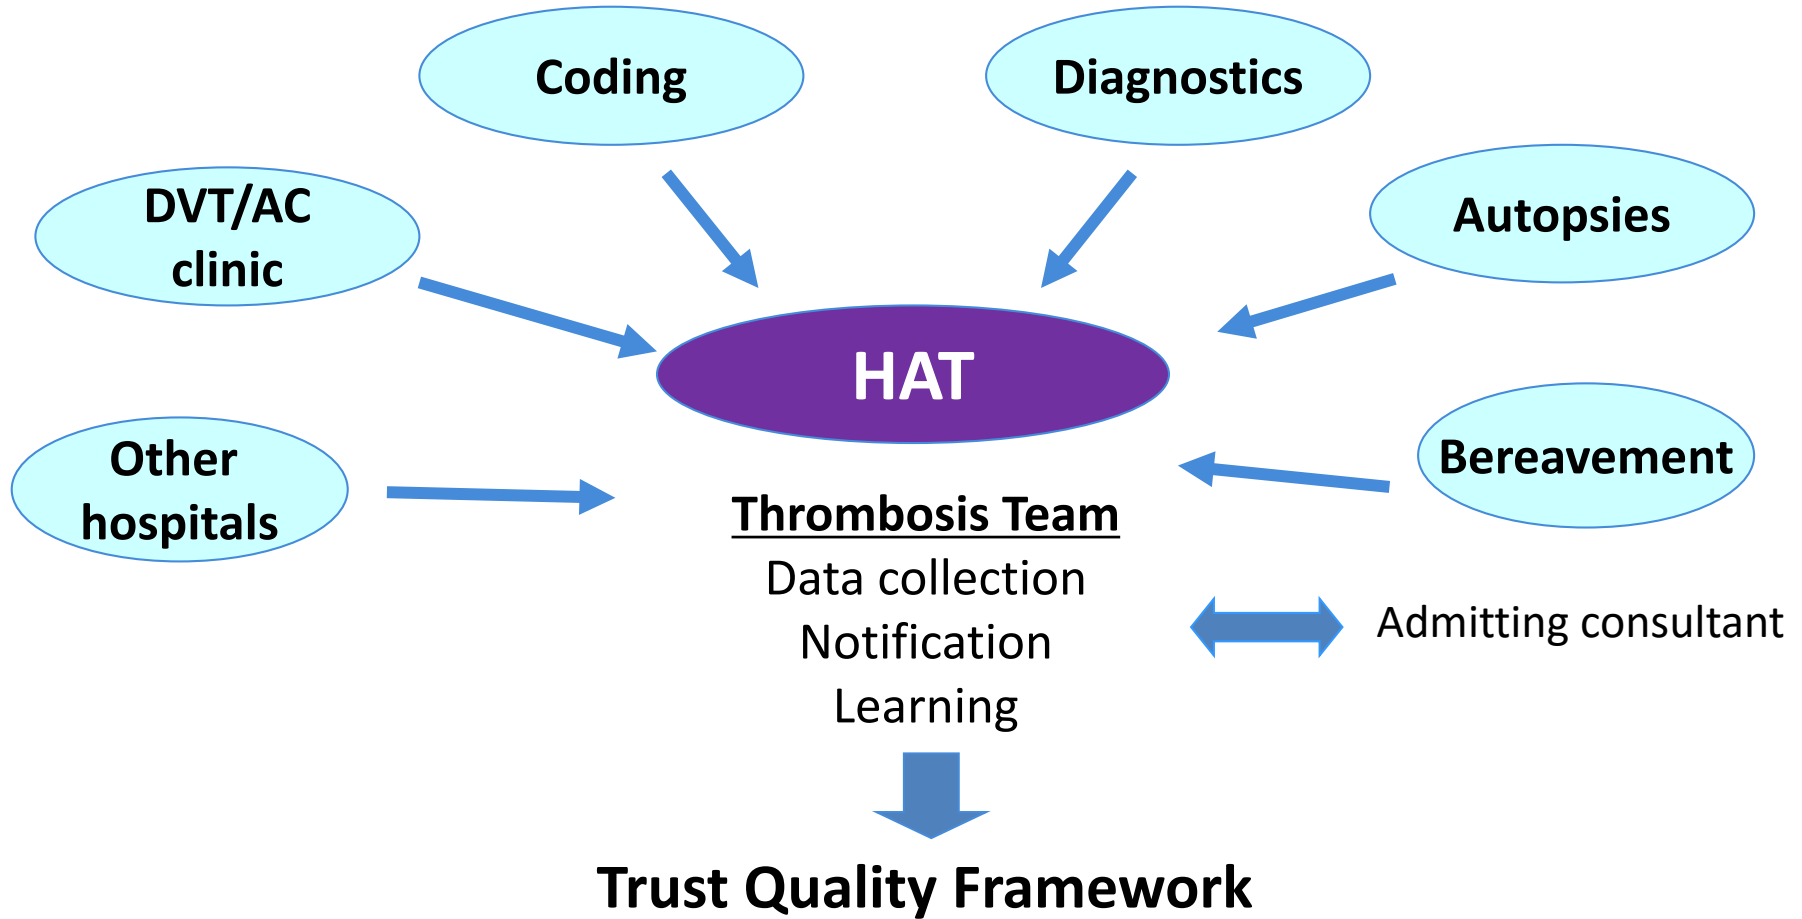 Coding
Diagnostics
DVT/AC
clinic
Autopsies
HAT
Other
hospitals
Bereavement
Thrombosis Team
Data collection
Notification
Learning
Admitting consultant
Trust Quality Framework